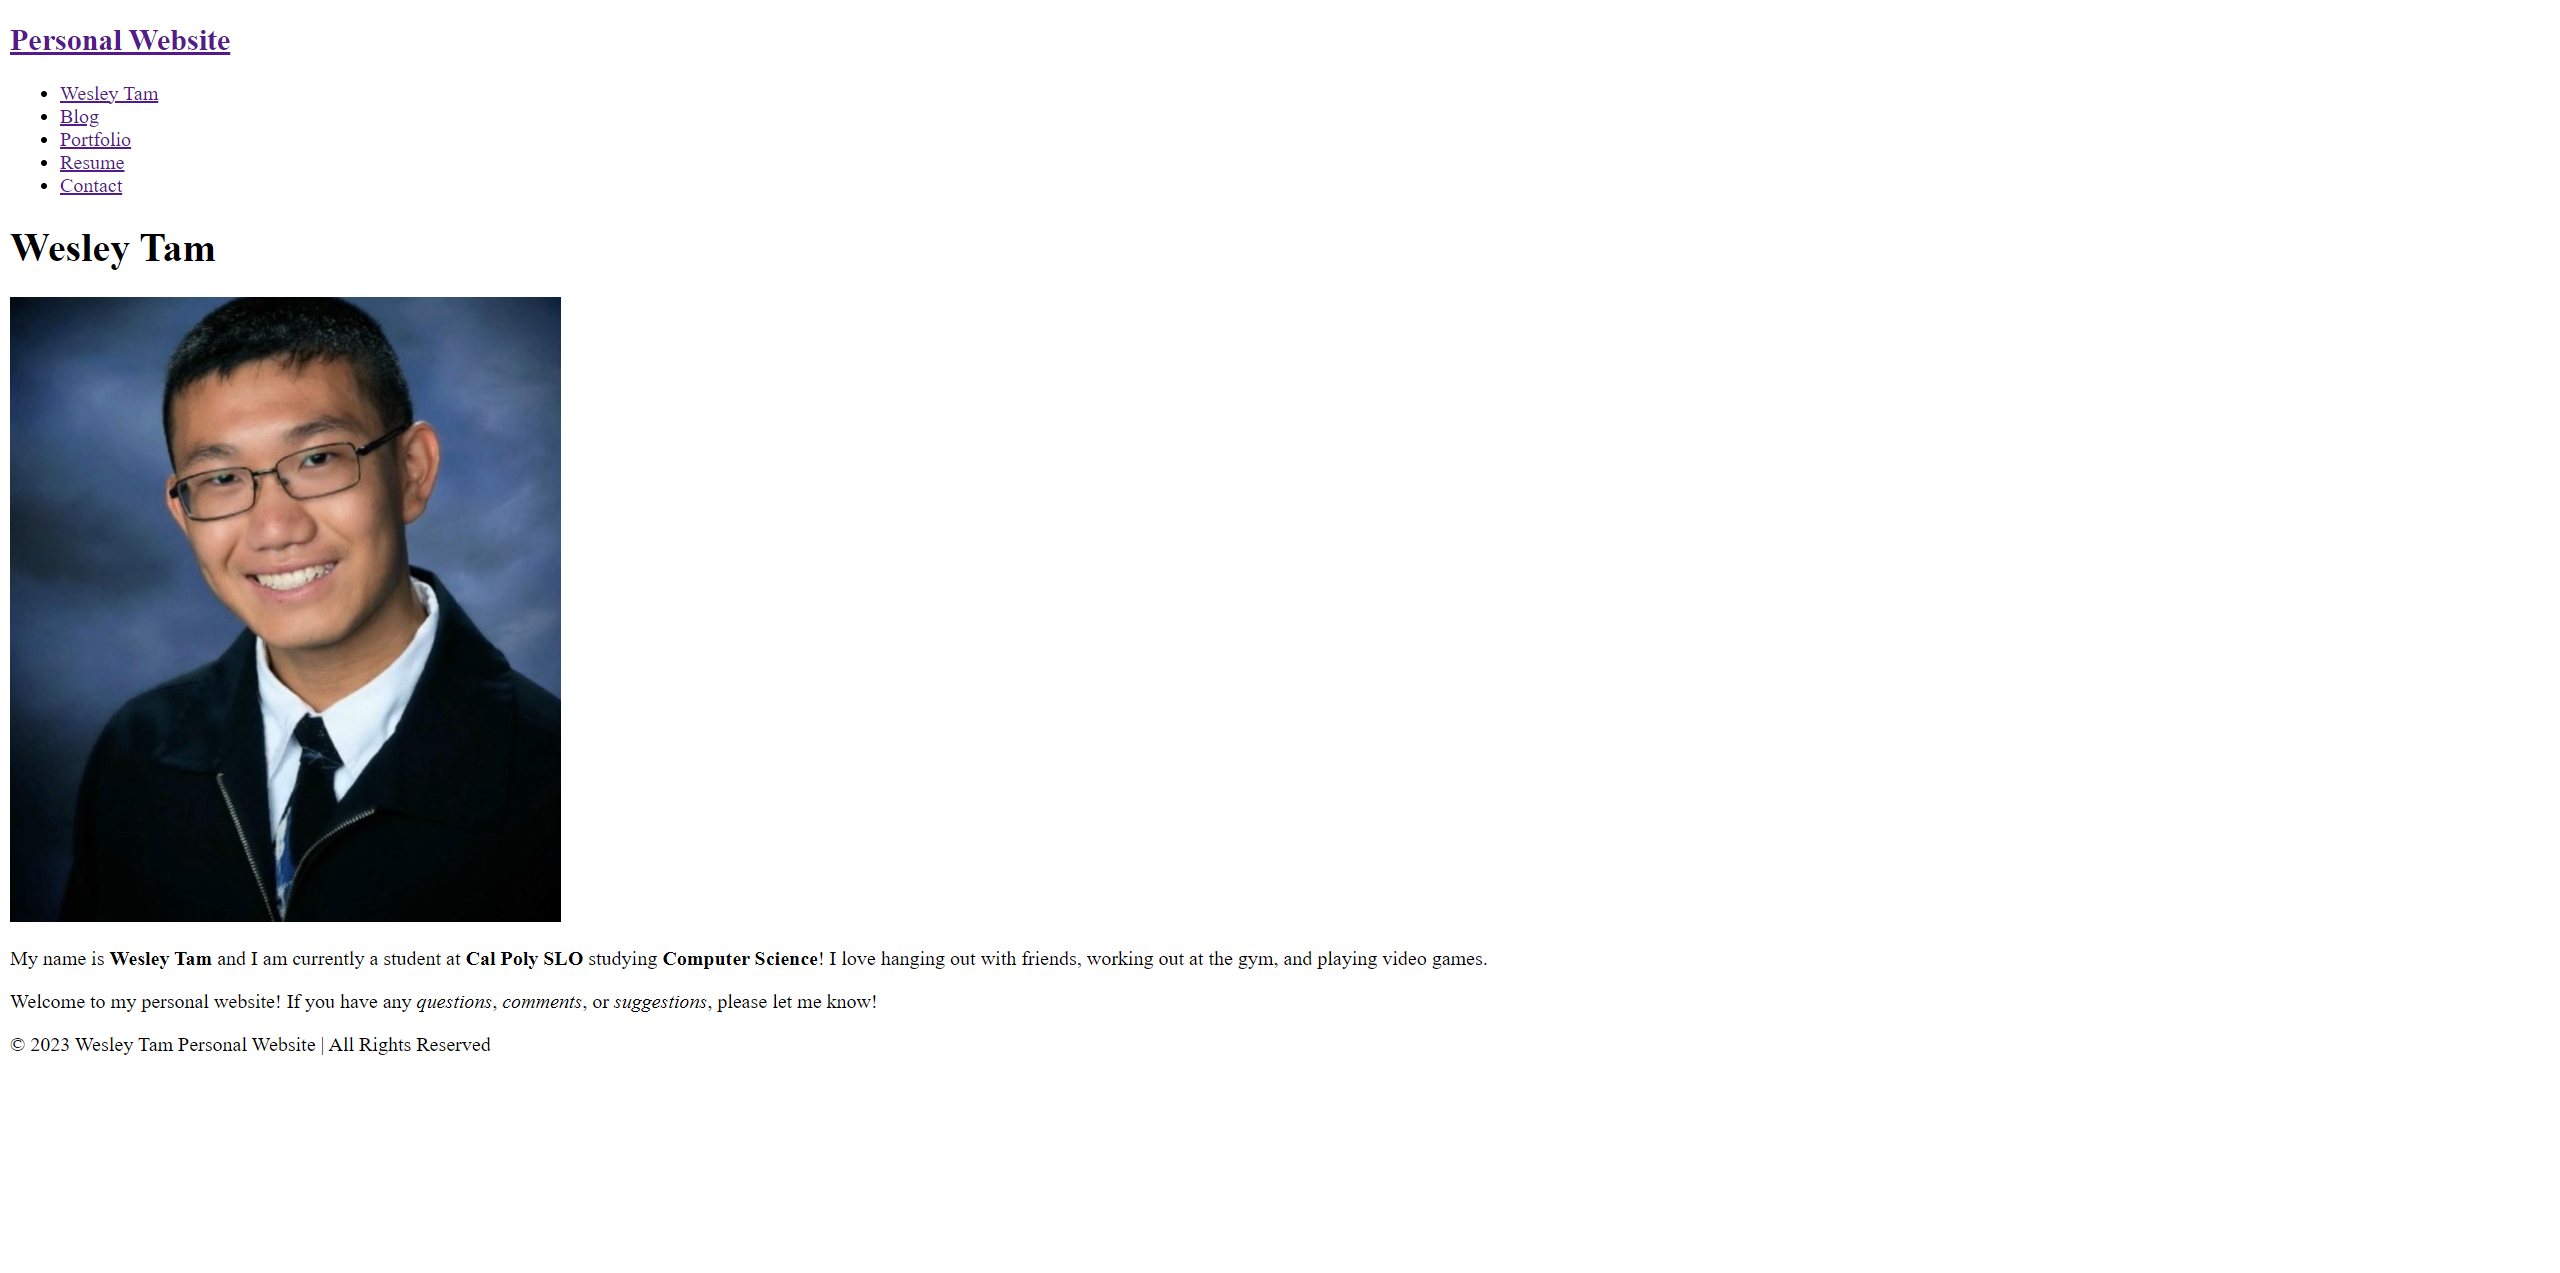 Personal Website
Wesley Tam
Blog
Portfolio
Resume
Contact
Wesley Tam
My name is Wesley Tam and I am currently a student at Cal Poly SLO studying Computer Science! I love hanging out with friends, working out at the gym, and playing video games.
Welcome to my personal website! If you have any questions, comments, or suggestions, please let me know!
© 2023 Wesley Tam Personal Website | All Rights Reserved